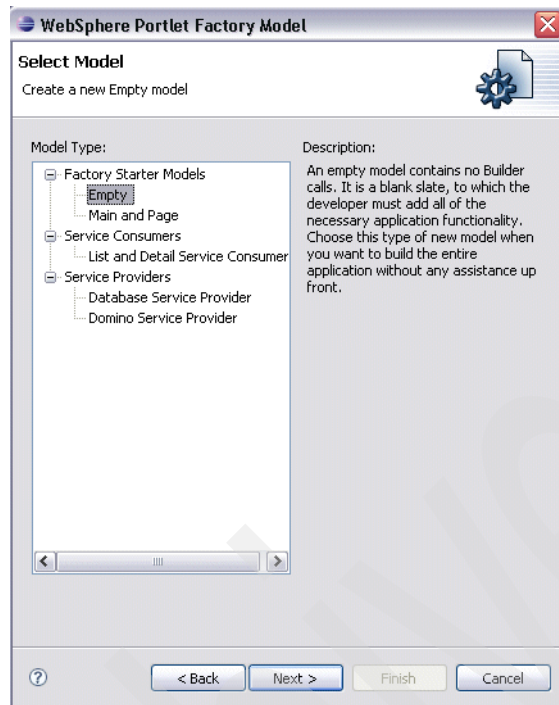 WebSphere Portlet Factory Model
Select Model
Create a new Empty model
Model Type:
Factory Starter Models
Empty
Main and Page
Service Consumers
List and Detail Service Consumer
Service Providers
Database Service Provider
Domino Service Provider
Description:
An empty model contains no Builder
calls. It is a blank slate, to which the
developer must add all of the
necessary application functionality.
Choose this type of new model when
you want to build the entire
application without any assistance up
front.
< Back
Next >
Finish
Cancel